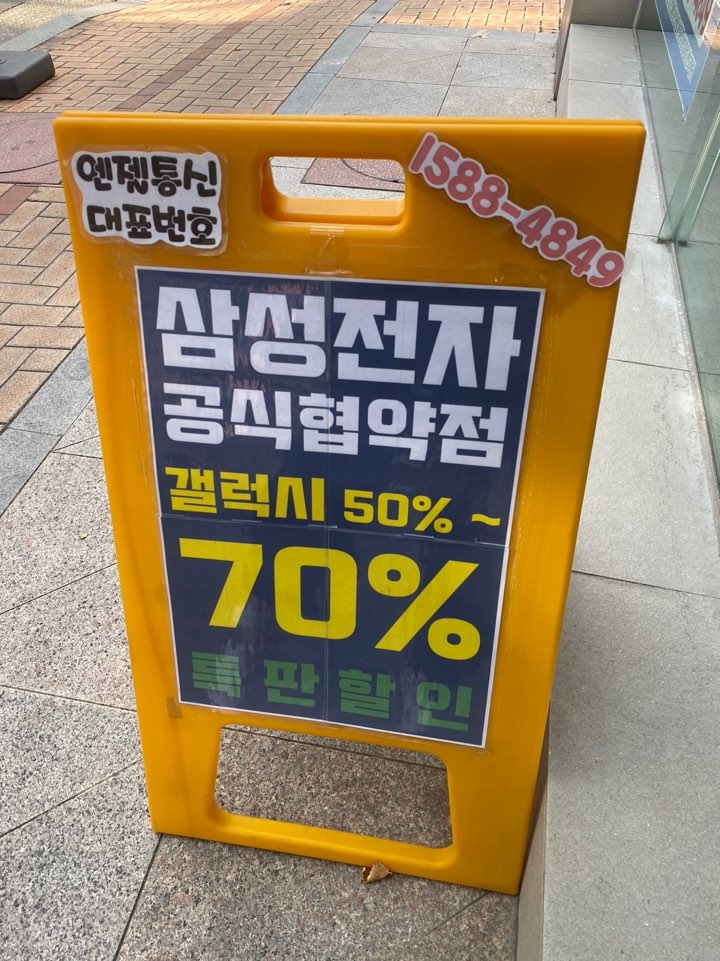 엔젤통신
대표번호
1588-4849
삼성전자
공식협약점
갤럭시 50% ~
70%
특판할인